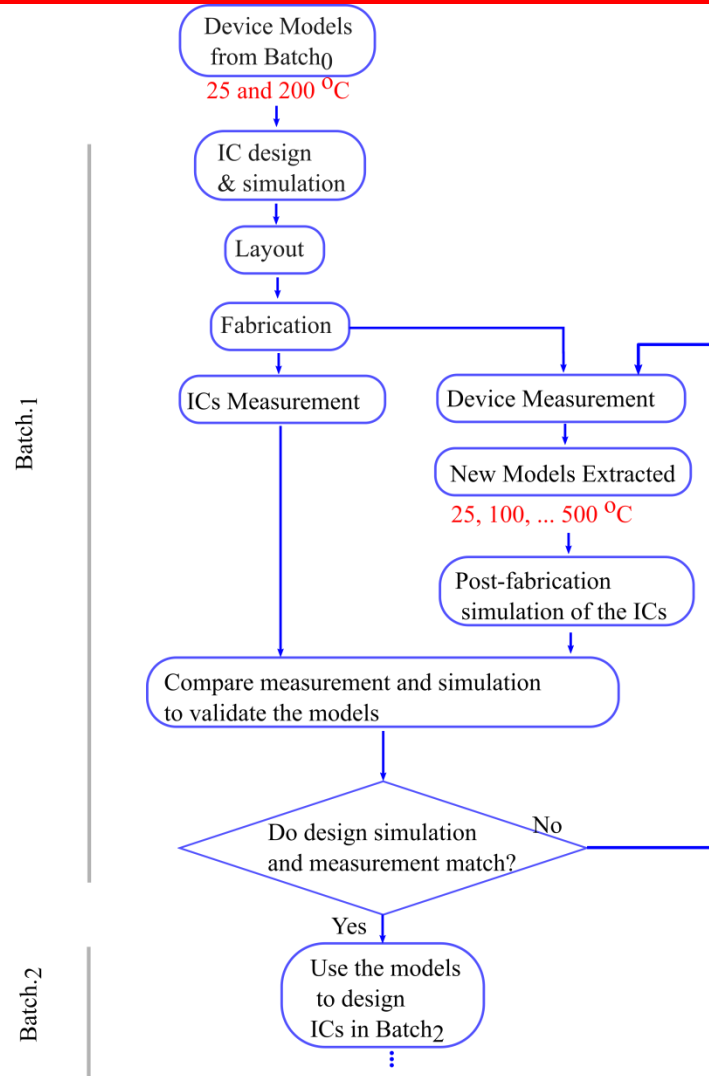 Device Models
from Batch0
25 and 200 °C
IC design
& simulation
Layout
Fabrication
ICs Measurement
Device Measurement
New Models Extracted
25, 100, ... 500 °C
Post-fabrication
simulation of the ICs
Compare measurement and simulation
to validate the models
Do design simulation
and measurement match?
No
Yes
Use the models
to design
ICs in Batch2
Batch.1
Batch.2